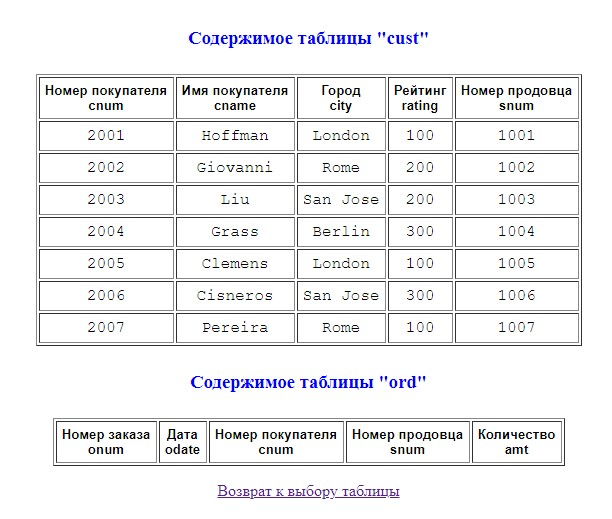 Содержимое таблицы "cust"
Номер покупателя Имя покупателя Город Рейтинг Номер продовца
cnum cname city rating snum
2001 Hoffman London 100 1001
2002 Giovanni Rome 200 1002
2003 Liu San Jose 200 1003
2004 Grass Berlin 300 1004
2005 Clemens London 100 1005
2006 Cisneros San Jose 300 1006
2007 Pereira Rome 100 1007
Содержимое таблицы "ord"
Номер заказа Дата Номер покупателя Номер продовца Количество
onum odate cnum snum amt
Возврат к выбору таблицы